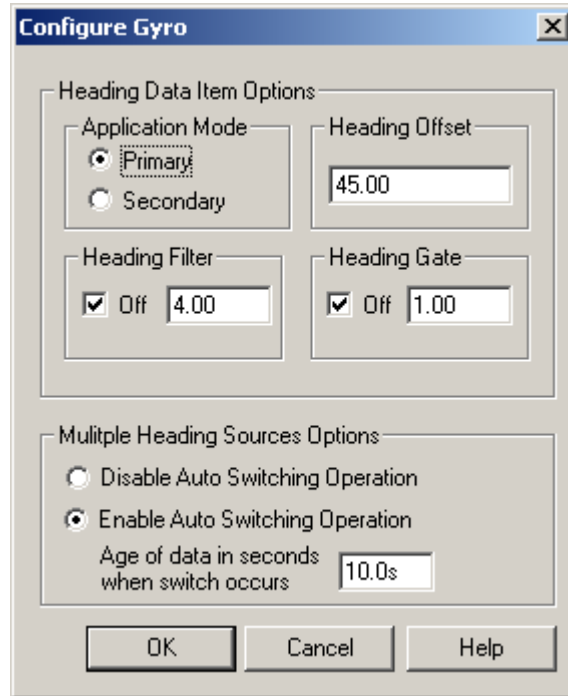 Configure Gyro
Heading Data Item Options
Application Mode
Primary
Secondary
Heading Offset
45.00
Heading Filter
Off 4.00
Heading Gate
Off 1.00
Mulitple Heading Sources Options
Disable Auto Switching Operation
Enable Auto Switching Operation
Age of data in seconds
when switch occurs
10.0s
OK Cancel Help